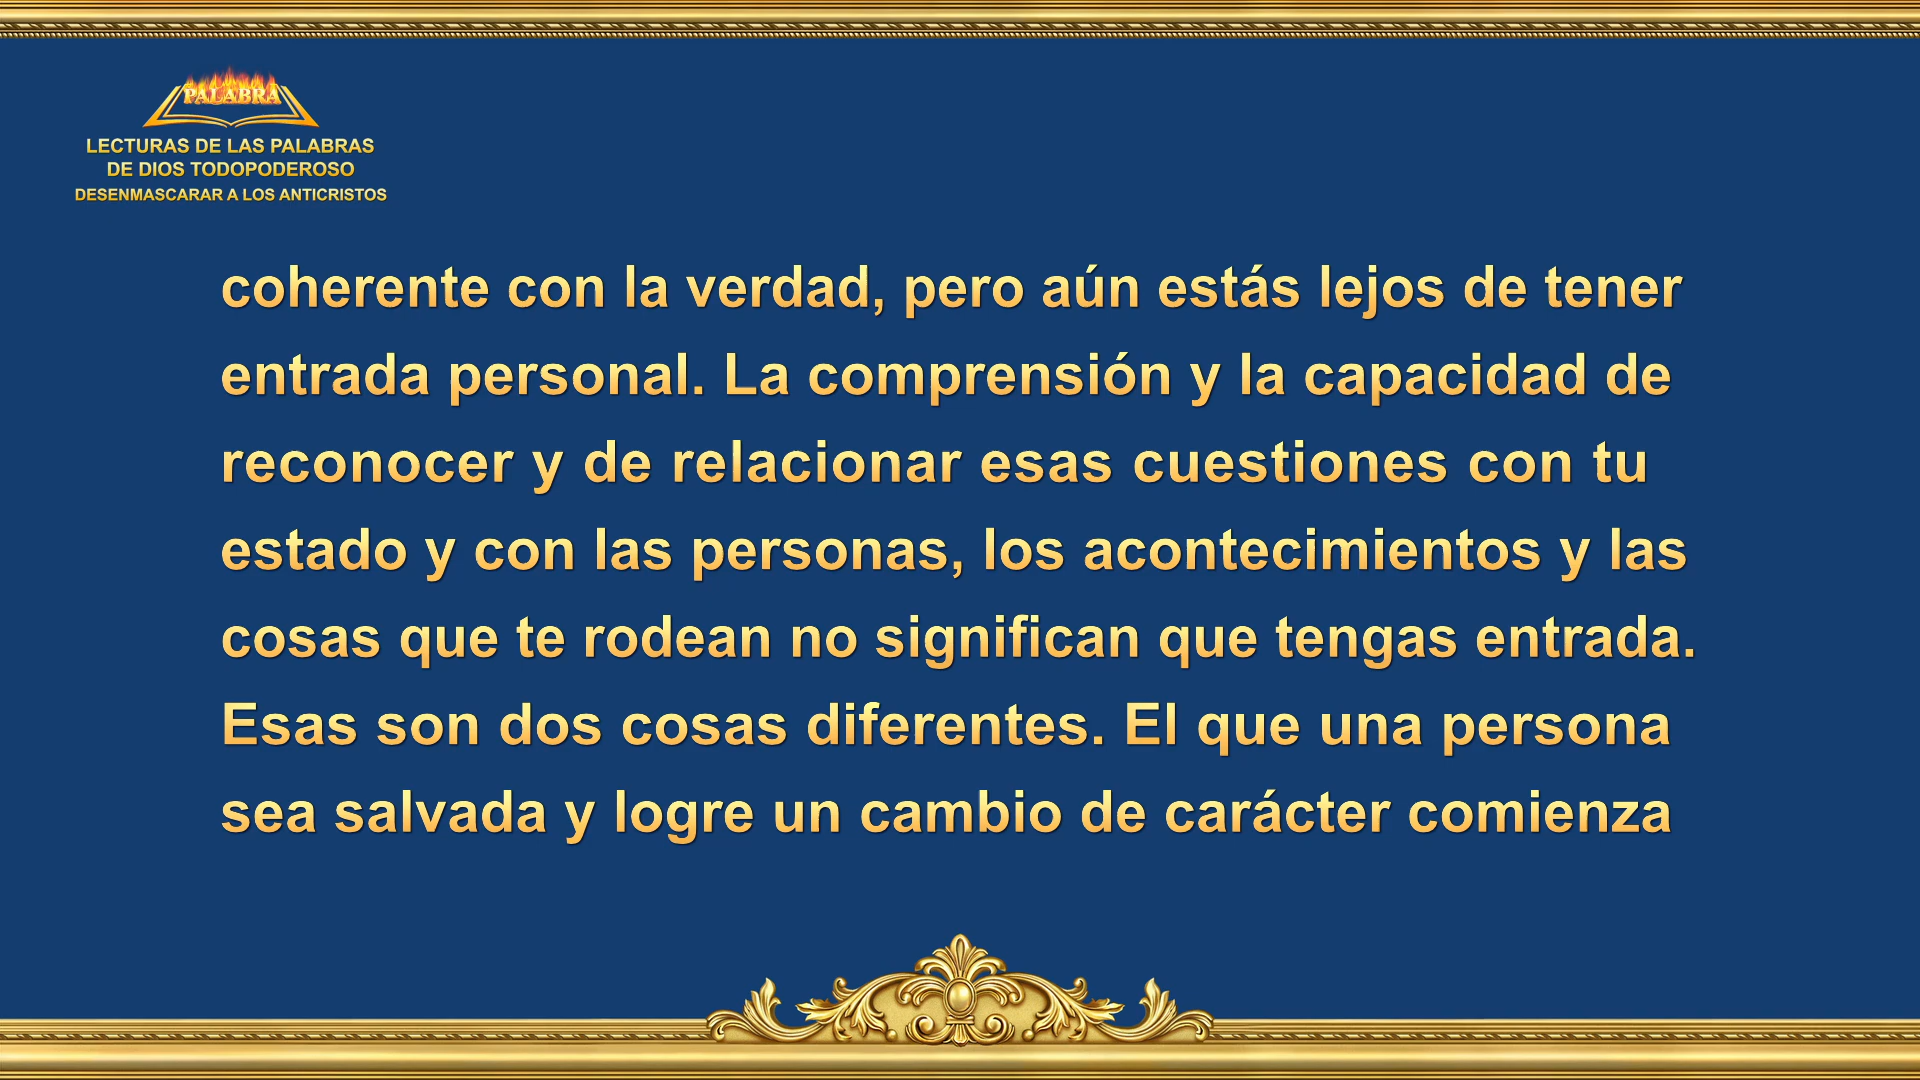 PALABRA
LECTURAS DE LAS PALABRAS
DE DIOS TODOPODEROSO
DESENMASCARAR A LOS ANTICRISTOS
coherente con la verdad, pero aún estás lejos de tener
entrada personal. La comprensión y la capacidad de
reconocer y de relacionar esas cuestiones con tu
estado y con las personas, los acontecimientos y las
cosas que te rodean no significan que tengas entrada.
Esas son dos cosas diferentes. El que una persona
sea salvada y logre un cambio de carácter comienza